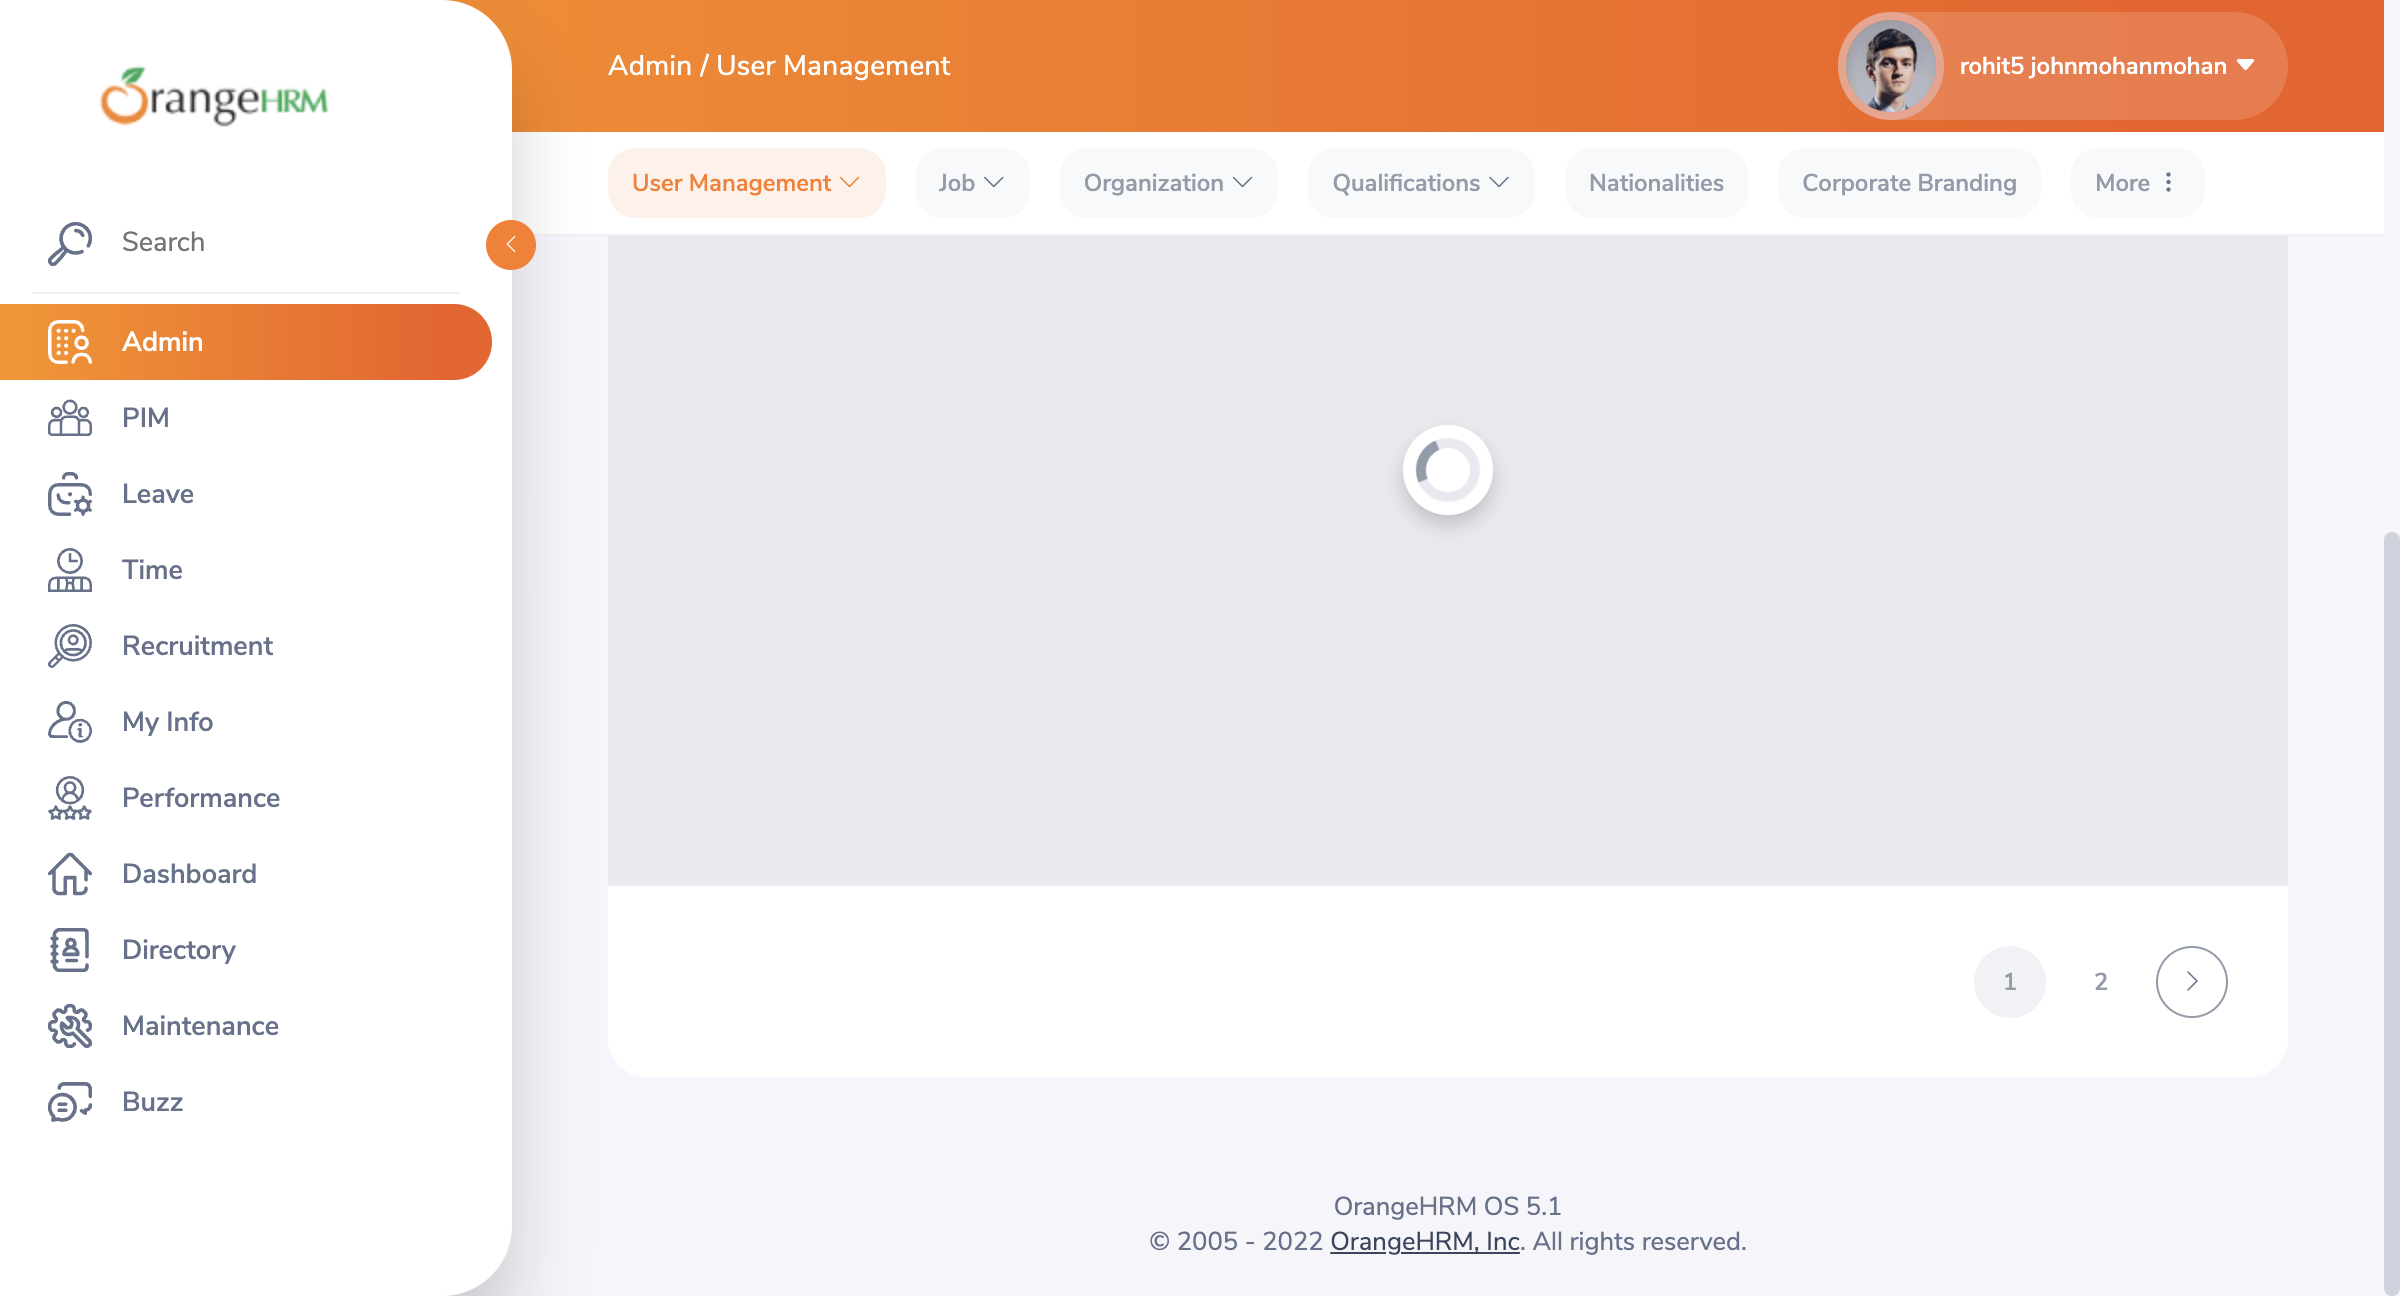 OrangeHRM
Search
Admin
PIM
Leave
Time
Recruitment
My Info
Performance
Dashboard
Directory
Maintenance
Buzz
Admin / User Management
rohit5 johnmohanmohan
User Management
Job
Organization
Qualifications
Nationalities
Corporate Branding
More
1
2
OrangeHRM OS 5.1
© 2005 - 2022 OrangeHRM, Inc. All rights reserved.